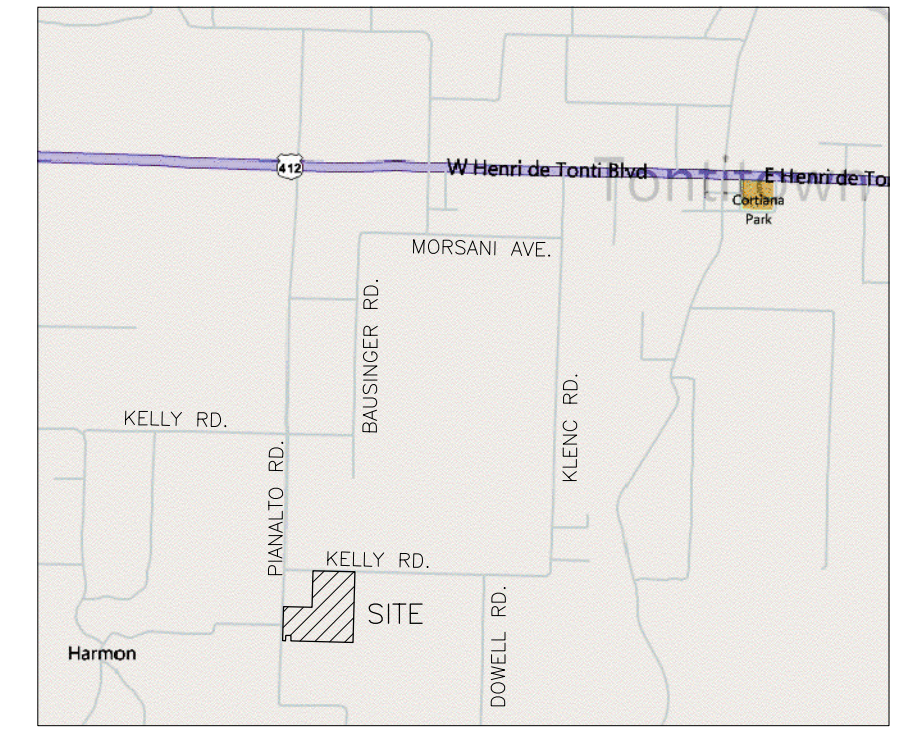 412
W Henri de Tonti Blvd
Tontitown
E Henri de To
Cortiana
Park
MORSANI AVE.
BAUSINGER RD.
KLENC RD.
KELLY RD.
PIANALTO RD.
KELLY RD.
SITE
DOWELL RD.
Harmon